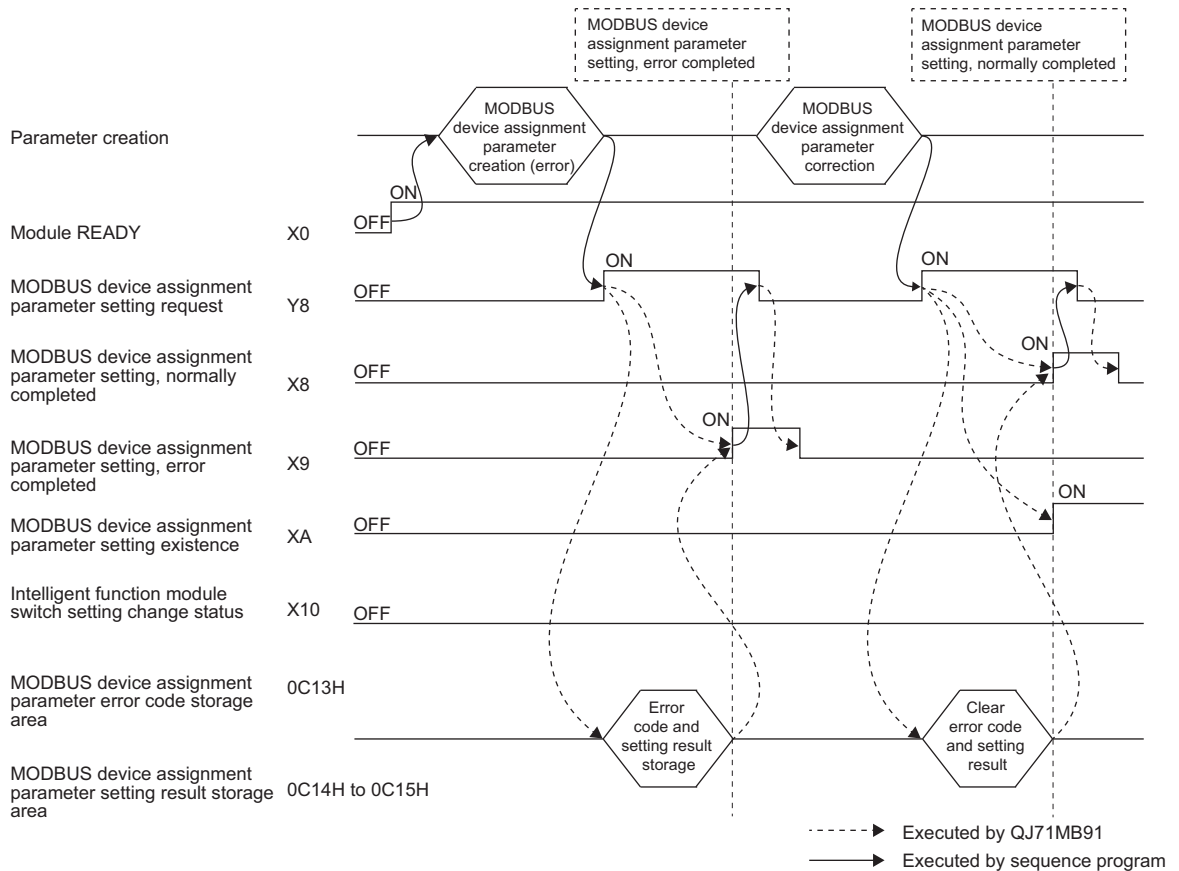 MODBUS device
assignment parameter
setting, error completed
MODBUS device
assignment parameter
setting, normally completed
Parameter creation
MODBUS
device assignment
parameter
creation (error)
MODBUS
device assignment
parameter
correction
ON
Module READY X0 OFF
MODBUS device assignment
parameter setting request Y8 OFF ON ON
MODBUS device assignment
parameter setting, normally
completed X8 OFF ON
MODBUS device assignment
parameter setting, error
completed X9 OFF ON
MODBUS device assignment
parameter setting existence XA OFF ON
Intelligent function module
switch setting change status X10 OFF
MODBUS device assignment
parameter error code storage
area 0C13H
Error
code and
setting result
storage
Clear
error code
and setting
result
MODBUS device assignment
parameter setting result storage
area 0C14H to 0C15H
Executed by QJ71MB91
Executed by sequence program